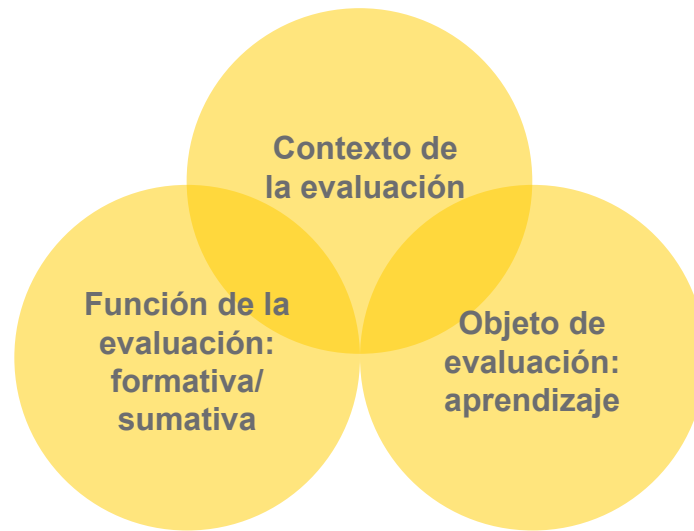 Contexto de
la evaluación
Función de la
evaluación:
formativa/
sumativa
Objeto de
evaluación:
aprendizaje